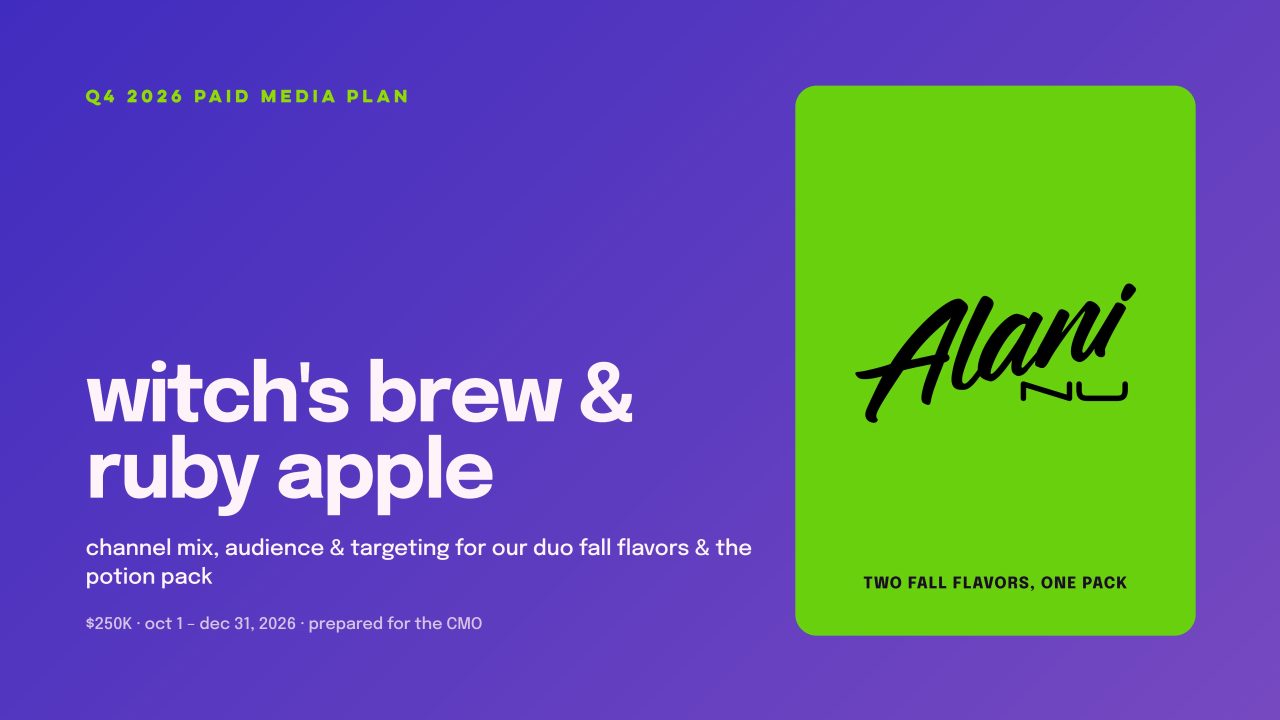 Q4 2026 PAID MEDIA PLAN
witch's brew &
ruby apple
channel mix, audience & targeting for our duo fall flavors & the
potion pack
$250K · oct 1 – dec 31, 2026 · prepared for the CMO
Alani
NU
TWO FALL FLAVORS, ONE PACK